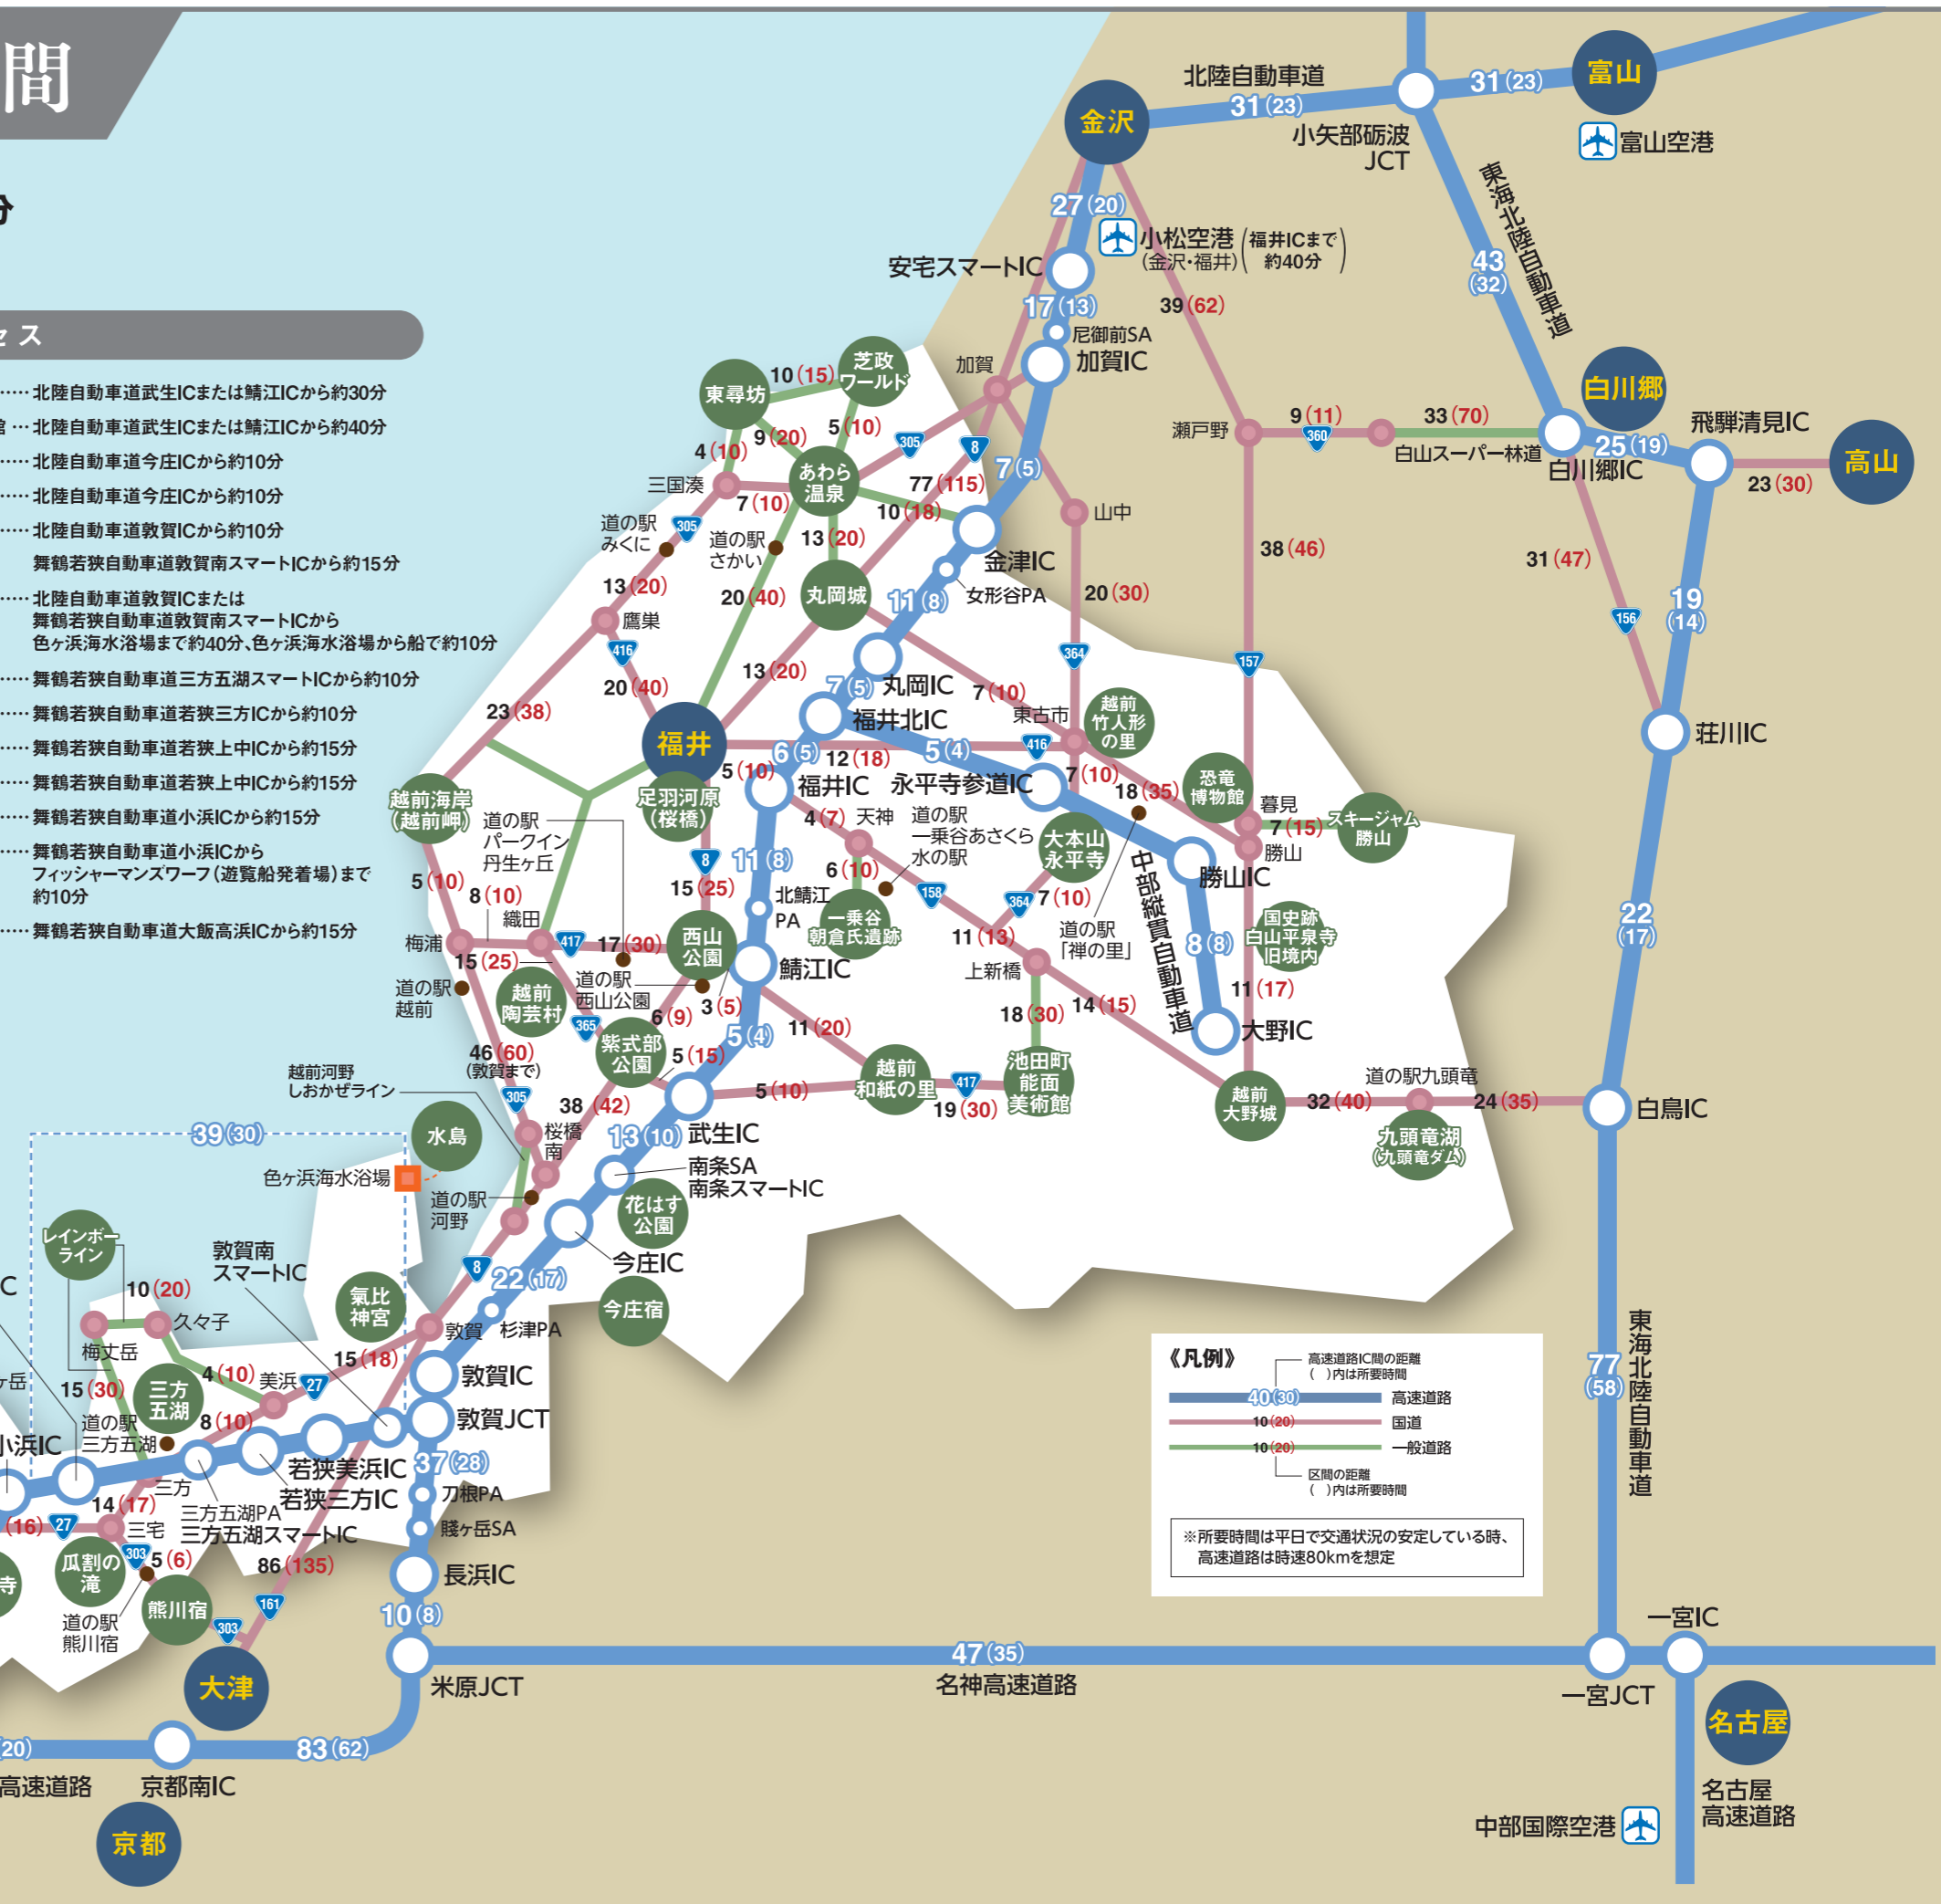 間
分
セス
…… 北陸自動車道武生ICまたは鯖江ICから約30分
館 … 北陸自動車道武生ICまたは鯖江ICから約40分
…… 北陸自動車道今庄ICから約10分
…… 北陸自動車道今庄ICから約10分
…… 北陸自動車道敦賀ICから約10分
舞鶴若狭自動車道敦賀南スマートICから約15分
…… 北陸自動車道敦賀ICまたは
舞鶴若狭自動車道敦賀南スマートICから
色ヶ浜海水浴場まで約40分、色ヶ浜海水浴場から船で約10分
…… 舞鶴若狭自動車道三方五湖スマートICから約10分
…… 舞鶴若狭自動車道若狭三方ICから約10分
…… 舞鶴若狭自動車道若狭上中ICから約15分
…… 舞鶴若狭自動車道若狭上中ICから約15分
…… 舞鶴若狭自動車道小浜ICから約15分
…… 舞鶴若狭自動車道小浜ICから
フィッシャーマンズワーフ(遊覧船発着場)まで
約10分
…… 舞鶴若狭自動車道大飯高浜ICから約15分
金沢
北陸自動車道
31(23)
小矢部砺波
JCT
31(23)
富山
富山空港
東海北陸自動車道
43
(32)
27(20)
小松空港
(金沢・福井)
(福井ICまで
約40分)
安宅スマートIC
17(13)
尼御前SA
加賀IC
加賀
39(62)
瀬戸野
9(11)
360
33(70)
白山スーパー林道
白川郷
白川郷IC
25(19)
飛騨清見IC
23(30)
高山
東尋坊
10(15)
芝政
ワールド
9(20)
5(10)
4(10)
三国湊
7(10)
あわら
温泉
305
8
77(115)
10(18)
7(5)
山中
金津IC
女形谷PA
道の駅
みくに
305
道の駅
さかい
13(20)
13(20)
20(40)
丸岡城
11(8)
20(30)
38(46)
31(47)
156
19
(14)
鷹巣
416
20(40)
13(20)
364
157
丸岡IC
7(5)
7(10)
東古市
越前
竹人形
の里
23(38)
福井
福井北IC
416
荘川IC
6(5)
12(18)
5(4)
5(10)
福井IC
永平寺参道IC
7(10)
18(35)
恐竜
博物館
暮見
7(15)
スキージャム
勝山
勝山
越前海岸
(越前岬)
足羽河原
(桜橋)
道の駅
パークイン
丹生ヶ丘
4(7)
天神
道の駅
一乗谷あさくら
水の駅
大本山
永平寺
中部縦貫自動車道
勝山IC
5(10)
8(10)
8
15(25)
11(8)
北鯖江
PA
6(10)
一乗谷
朝倉氏遺跡
158
364
7(10)
道の駅
「禅の里」
8(8)
国史跡
白山平泉寺
旧境内
22
(17)
梅浦
織田
417
17(30)
西山
公園
11(13)
上新橋
鯖江IC
15(25)
道の駅
越前
越前
陶芸村
道の駅
西山公園
3(5)
6(9)
365
11(17)
14(15)
18(30)
大野IC
46(60)
(敦賀まで)
紫式部
公園
5(15)
5(4)
11(20)
越前河野
しおかぜライン
305
38(42)
越前
和紙の里
417
19(30)
池田町
能面
美術館
5(10)
越前
大野城
32(40)
道の駅九頭竜
24(35)
白鳥IC
九頭竜湖
(九頭竜ダム)
39(30)
水島
桜橋
南
13(10)
武生IC
色ヶ浜海水浴場
道の駅
河野
南条SA
南条スマートIC
花はす
公園
レインボー
ライン
敦賀南
スマートIC
8
22(17)
今庄IC
今庄宿
10(20)
久々子
氣比
神宮
敦賀
杉津PA
梅丈岳
15(18)
4(10)
美浜
27
敦賀IC
敦賀JCT
15(30)
三方
五湖
8(10)
道の駅
三方五湖
小浜IC
若狭美浜IC
37(28)
三方
若狭三方IC
刀根PA
14(17)
三方五湖PA
三方五湖スマートIC
賤ヶ岳SA
(16)
27
三宅
303
5(6)
瓜割の
滝
86(135)
長浜IC
161
熊川宿
303
道の駅
熊川宿
10(8)
大津
米原JCT
47(35)
名神高速道路
83(62)
(20)
高速道路
京都南IC
京都
《凡例》
高速道路IC間の距離
( )内は所要時間
40(30)
高速道路
10(20)
国道
10(20)
一般道路
区間の距離
( )内は所要時間
※所要時間は平日で交通状況の安定している時、
高速道路は時速80kmを想定
77
(58)
東海北陸自動車道
一宮IC
一宮JCT
名古屋
名古屋
高速道路
中部国際空港